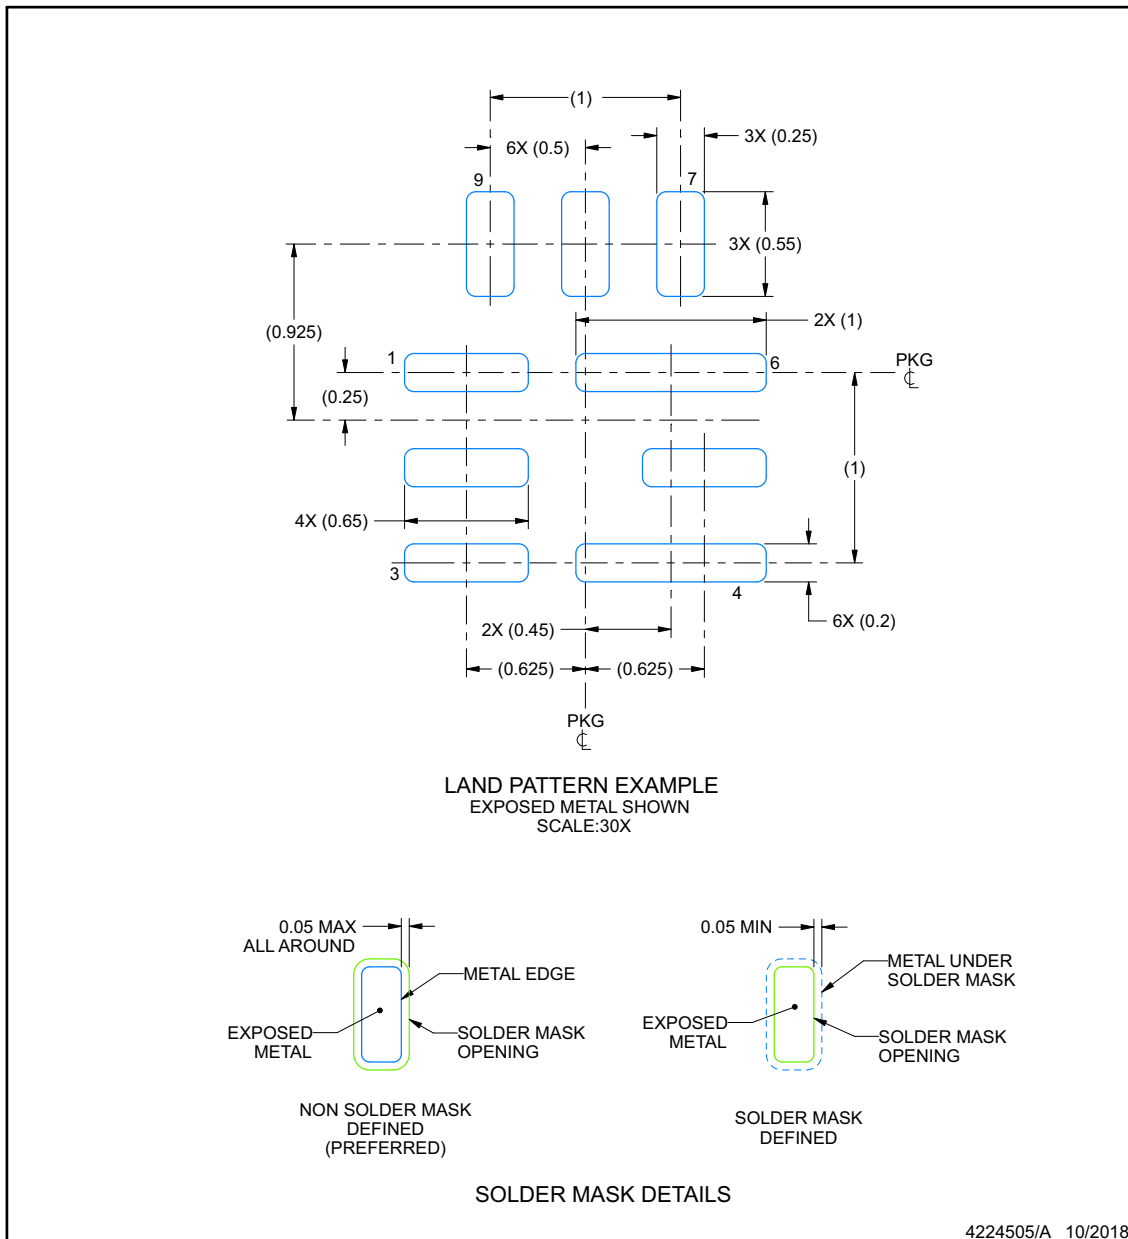 (1)
6X (0.5)
3X (0.25)
9
7
3X (0.55)
(0.925)
2X (1)
1
6
PKG
CL
(0.25)
(1)
4X (0.65)
3
4
6X (0.2)
2X (0.45)
(0.625)
(0.625)
PKG
CL
LAND PATTERN EXAMPLE
EXPOSED METAL SHOWN
SCALE:30X
0.05 MAX
ALL AROUND
METAL EDGE
EXPOSED
METAL
SOLDER MASK
OPENING
NON SOLDER MASK
DEFINED
(PREFERRED)
0.05 MIN
METAL UNDER
SOLDER MASK
EXPOSED
METAL
SOLDER MASK
OPENING
SOLDER MASK
DEFINED
SOLDER MASK DETAILS
4224505/A 10/2018